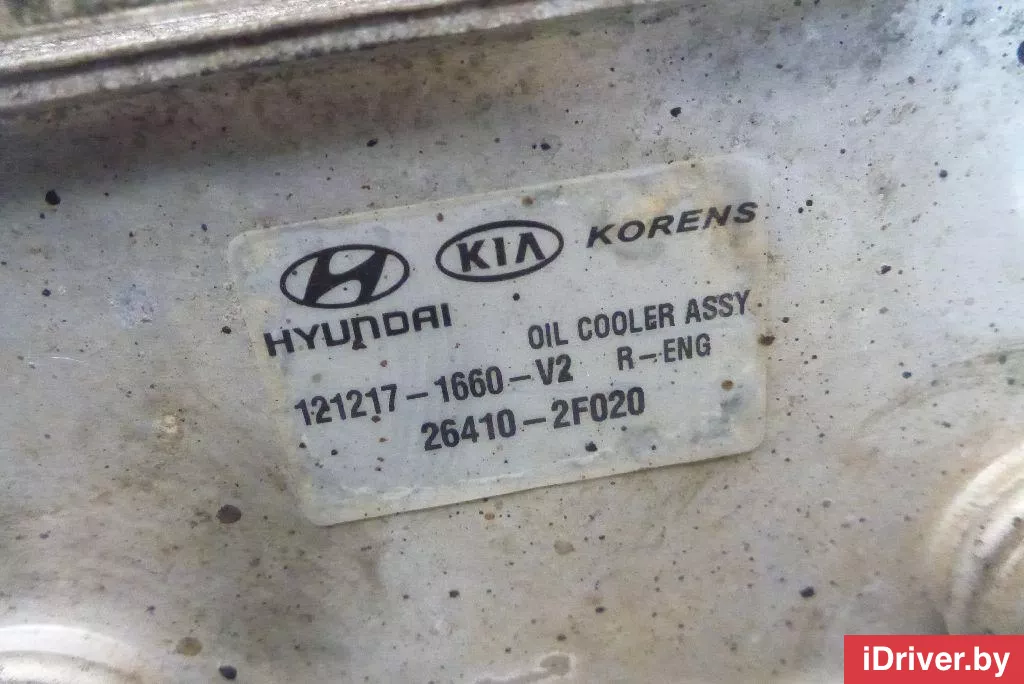 HYUNDAI KIA KORENS
OIL COOLER ASSY
121217-1660-V2 R-ENG
26410-2F020
iDriver.by